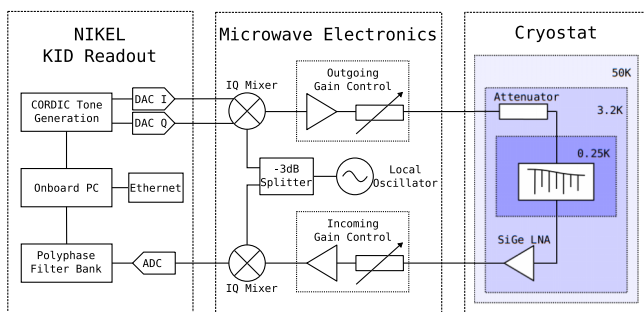 NIKEL
KID Readout
Microwave Electronics
Cryostat
50K
3.2K
0.25K
CORDIC Tone
Generation
DAC I
DAC Q
IQ Mixer
Outgoing
Gain Control
Attenuator
Onboard PC
Ethernet
-3dB
Splitter
Local
Oscillator
Polyphase
Filter Bank
ADC
IQ Mixer
Incoming
Gain Control
SiGe LNA